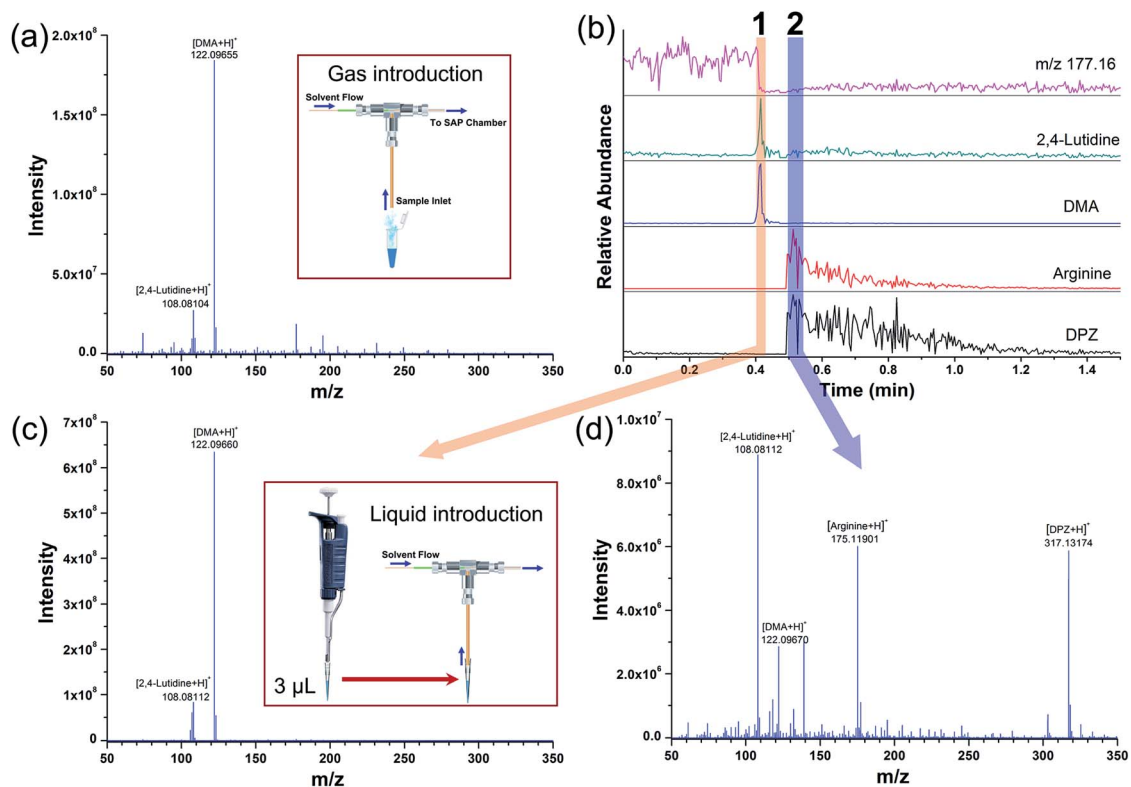 (a)
[DMA+H]⁺
122.09655
[2,4-Lutidine+H]⁺
108.08104
Gas introduction
Solvent Flow
To SAP Chamber
Sample Inlet
Intensity
2.0x10⁸
1.5x10⁸
1.0x10⁸
5.0x10⁷
0.0
50 100 150 200 250 300 350
m/z
(b)
1 2
m/z 177.16
2,4-Lutidine
DMA
Arginine
DPZ
Relative Abundance
0.0 0.2 0.4 0.6 0.8 1.0 1.2 1.4
Time (min)
(c)
[DMA+H]⁺
122.09660
[2,4-Lutidine+H]⁺
108.08112
Liquid introduction
Solvent Flow
3 µL
Intensity
7x10⁸
6x10⁸
5x10⁸
4x10⁸
3x10⁸
2x10⁸
1x10⁸
0
50 100 150 200 250 300 350
m/z
(d)
[2,4-Lutidine+H]⁺
108.08112
[Arginine+H]⁺
175.11901
[DPZ+H]⁺
317.13174
[DMA+H]⁺
122.09670
Intensity
1.0x10⁷
8.0x10⁶
6.0x10⁶
4.0x10⁶
2.0x10⁶
0.0
50 100 150 200 250 300 350
m/z